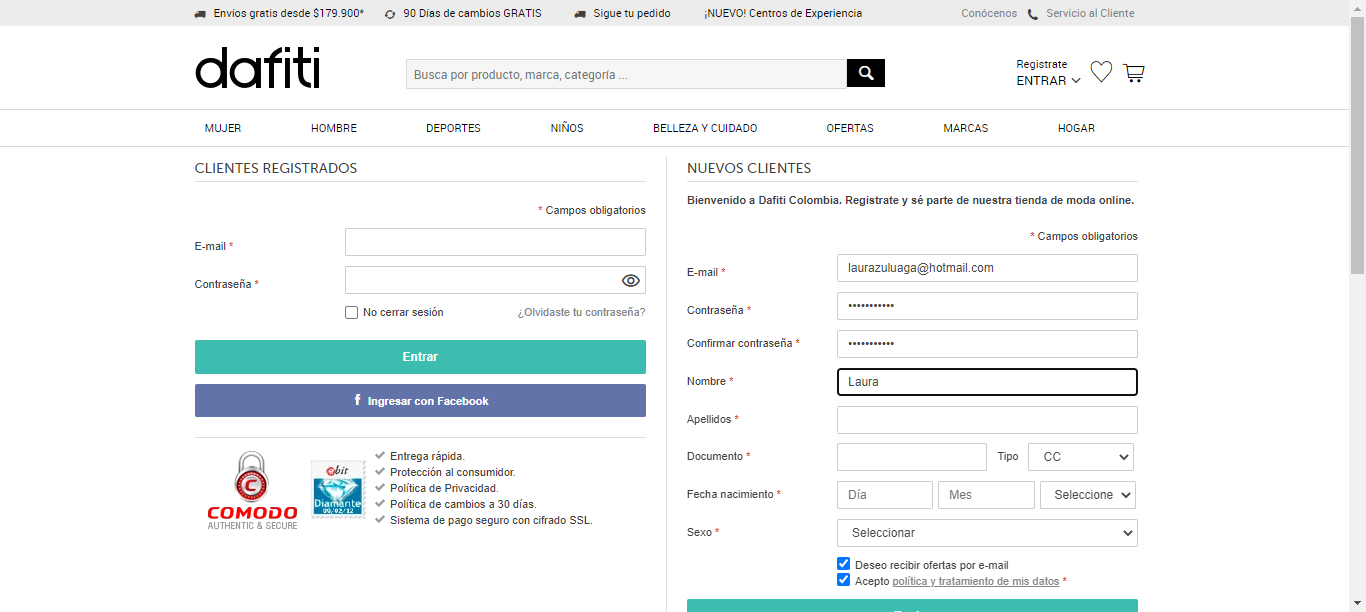 Envíos gratis desde $179.900*
90 Días de cambios GRATIS
Sigue tu pedido
¡NUEVO! Centros de Experiencia
Conócenos
Servicio al Cliente
dafiti
Busca por producto, marca, categoría ...
Registrate
ENTRAR
MUJER
HOMBRE
DEPORTES
NIÑOS
BELLEZA Y CUIDADO
OFERTAS
MARCAS
HOGAR
CLIENTES REGISTRADOS
* Campos obligatorios
E-mail *
Contraseña *
No cerrar sesión
¿Olvidaste tu contraseña?
Entrar
f Ingresar con Facebook
C
COMODO
AUTHENTIC & SECURE
ebit
Diamante
09/02/12
Entrega rápida.
Protección al consumidor.
Política de Privacidad.
Política de cambios a 30 días.
Sistema de pago seguro con cifrado SSL.
NUEVOS CLIENTES
Bienvenido a Dafiti Colombia. Registrate y sé parte de nuestra tienda de moda online.
* Campos obligatorios
E-mail * laurazuluaga@hotmail.com
Contraseña * •••••••••••
Confirmar contraseña * •••••••••••
Nombre * Laura
Apellidos *
Documento * Tipo CC
Fecha nacimiento * Día Mes Seleccione
Sexo * Seleccionar
Deseo recibir ofertas por e-mail
Acepto política y tratamiento de mis datos *